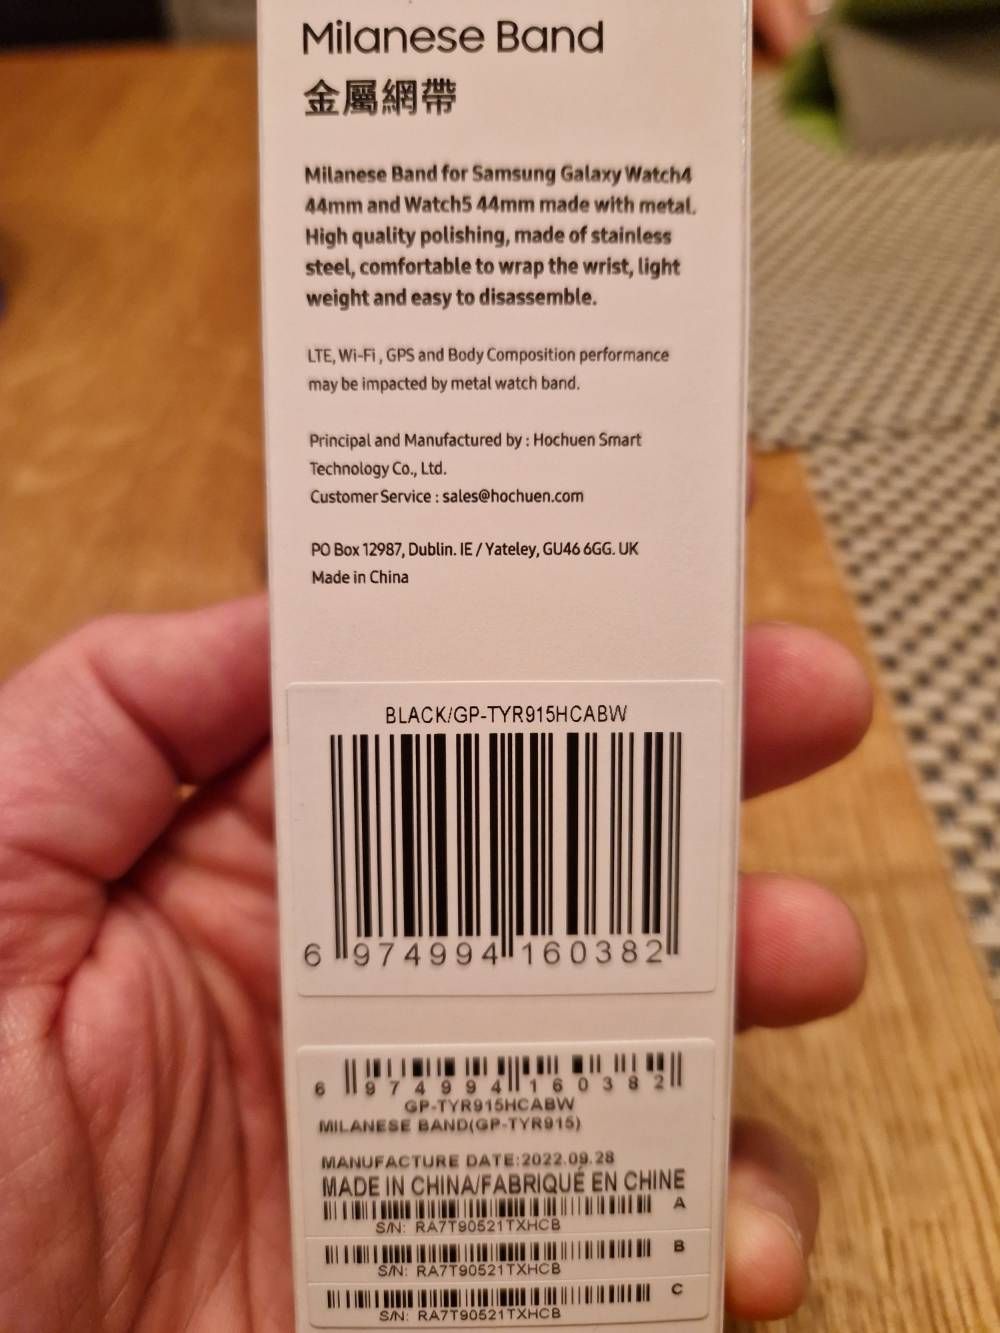 Milanese Band
金屬網帶
Milanese Band for Samsung Galaxy Watch4
44mm and Watch5 44mm made with metal.
High quality polishing, made of stainless
steel, comfortable to wrap the wrist, light
weight and easy to disassemble.
LTE, Wi-Fi , GPS and Body Composition performance
may be impacted by metal watch band.
Principal and Manufactured by : Hochuen Smart
Technology Co., Ltd.
Customer Service : sales@hochuen.com
PO Box 12987, Dublin. IE / Yateley, GU46 6GG. UK
Made in China
BLACK/GP-TYR915HCABW
6 974994 160382
6 974994 160382
GP-TYR915HCABW
MILANESE BAND(GP-TYR915)
MANUFACTURE DATE:2022.09.28
MADE IN CHINA/FABRIQUÉ EN CHINE
A
S/N: RA7T90521TXHCB
B
S/N: RA7T90521TXHCB
C
S/N: RA7T90521TXHCB